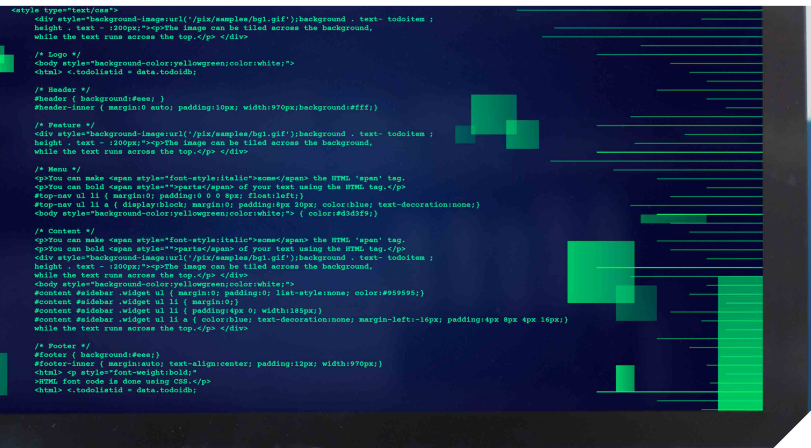 <style type="text/css">
<div style="background-image:url('/pix/samples/bg1.gif');background . text- todoitem ;
height . text - :200px;"><p>The image can be tiled across the background,
while the text runs across the top.</p> </div>
/* Logo */
<body style="background-color:yellowgreen;color:white;">
<html> <.todolistid = data.todoidb;
/* Header */
#header { background:#eee; }
#header-inner { margin:0 auto; padding:10px; width:970px;background:#fff;}
/* Feature */
<div style="background-image:url('/pix/samples/bg1.gif');background . text- todoitem ;
height . text - :200px;"><p>The image can be tiled across the background,
while the text runs across the top.</p> </div>
/* Menu */
<p>You can make <span style="font-style:italic">some</span> the HTML 'span' tag.
<p>You can bold <span style="">parts</span> of your text using the HTML tag.</p>
#top-nav ul li { margin:0; padding:0 0 0 8px; float:left;}
#top-nav ul li a { display:block; margin:0; padding:8px 20px; color:blue; text-decoration:none;}
<body style="background-color:yellowgreen;color:white;"> { color:#d3d3f9;}
/* Content */
<p>You can make <span style="font-style:italic">some</span> the HTML 'span' tag.
<p>You can bold <span style="">parts</span> of your text using the HTML tag.</p>
<div style="background-image:url('/pix/samples/bg1.gif');background . text- todoitem ;
height . text - :200px;"><p>The image can be tiled across the background,
while the text runs across the top.</p> </div>
<body style="background-color:yellowgreen;color:white;">
#content #sidebar .widget ul { margin:0; padding:0; list-style:none; color:#959595;}
#content #sidebar .widget ul li { margin:0;}
#content #sidebar .widget ul li { padding:4px 0; width:185px;}
#content #sidebar .widget ul li a { color:blue; text-decoration:none; margin-left:-16px; padding:4px 8px 4px 16px;}
while the text runs across the top.</p> </div>
/* Footer */
#footer { background:#eee;}
#footer-inner { margin:auto; text-align:center; padding:12px; width:970px;}
<html> <p style="font-weight:bold;"
>HTML font code is done using CSS.</p>
<html> <.todolistid = data.todoidb;